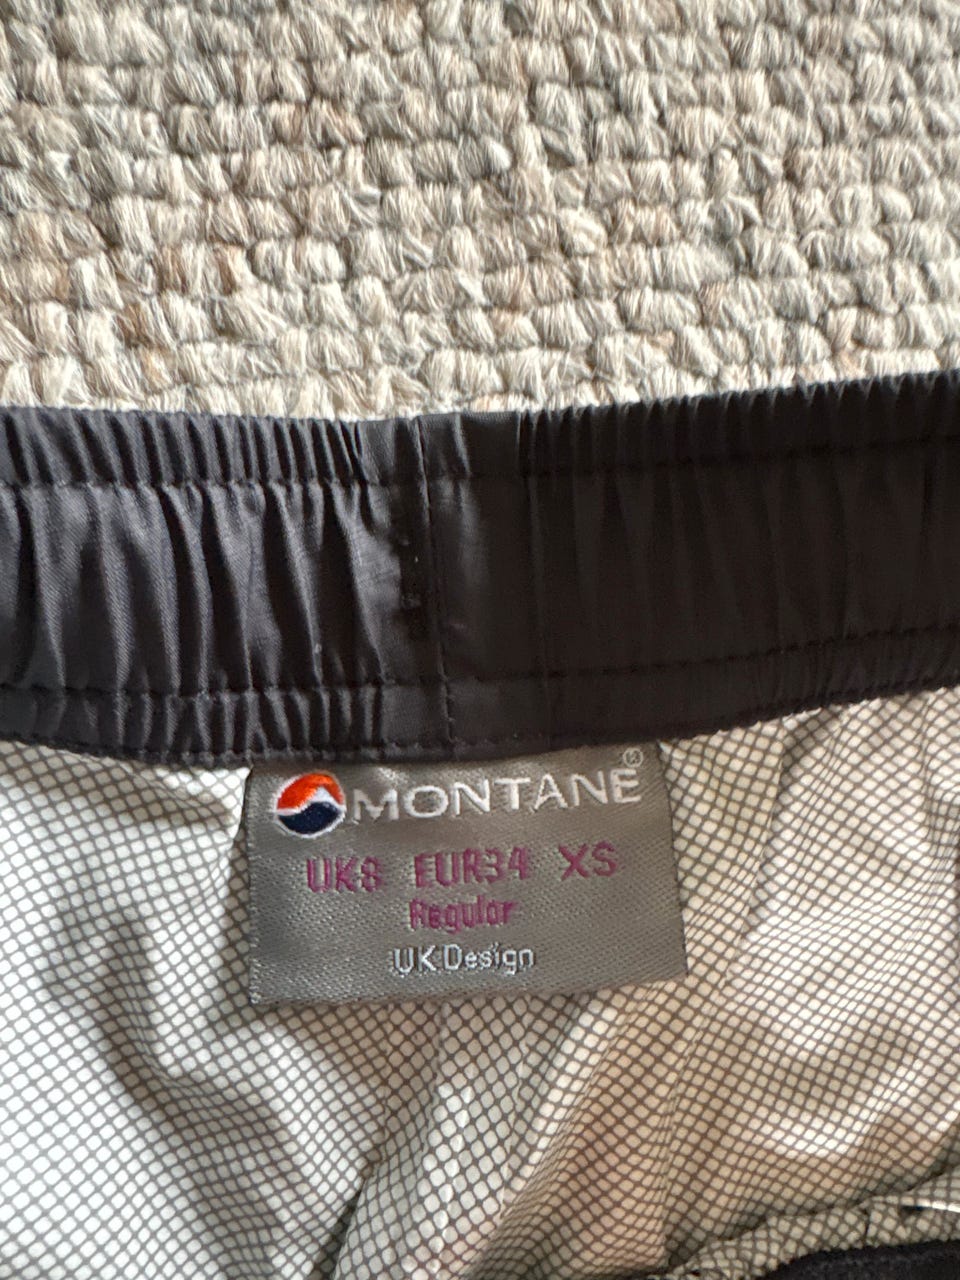 MONTANE®
UK8 EUR34 XS
Regular
UK Design